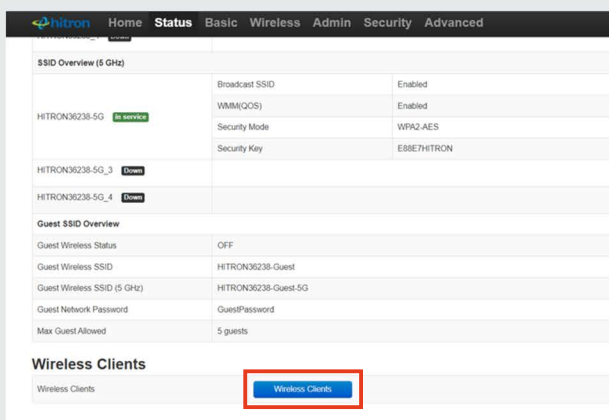 hitron Home Status Basic Wireless Admin Security Advanced
Down
SSID Overview (5 GHz)
Broadcast SSID Enabled
WMM(QOS) Enabled
HITRON36238-5G In service
Security Mode WPA2-AES
Security Key E88E7HITRON
HITRON36238-5G_3 Down
HITRON36238-5G_4 Down
Guest SSID Overview
Guest Wireless Status OFF
Guest Wireless SSID HITRON36238-Guest
Guest Wireless SSID (5 GHz) HITRON36238-Guest-5G
Guest Network Password GuestPassword
Max Guest Allowed 5 guests
Wireless Clients
Wireless Clients Wireless Clients